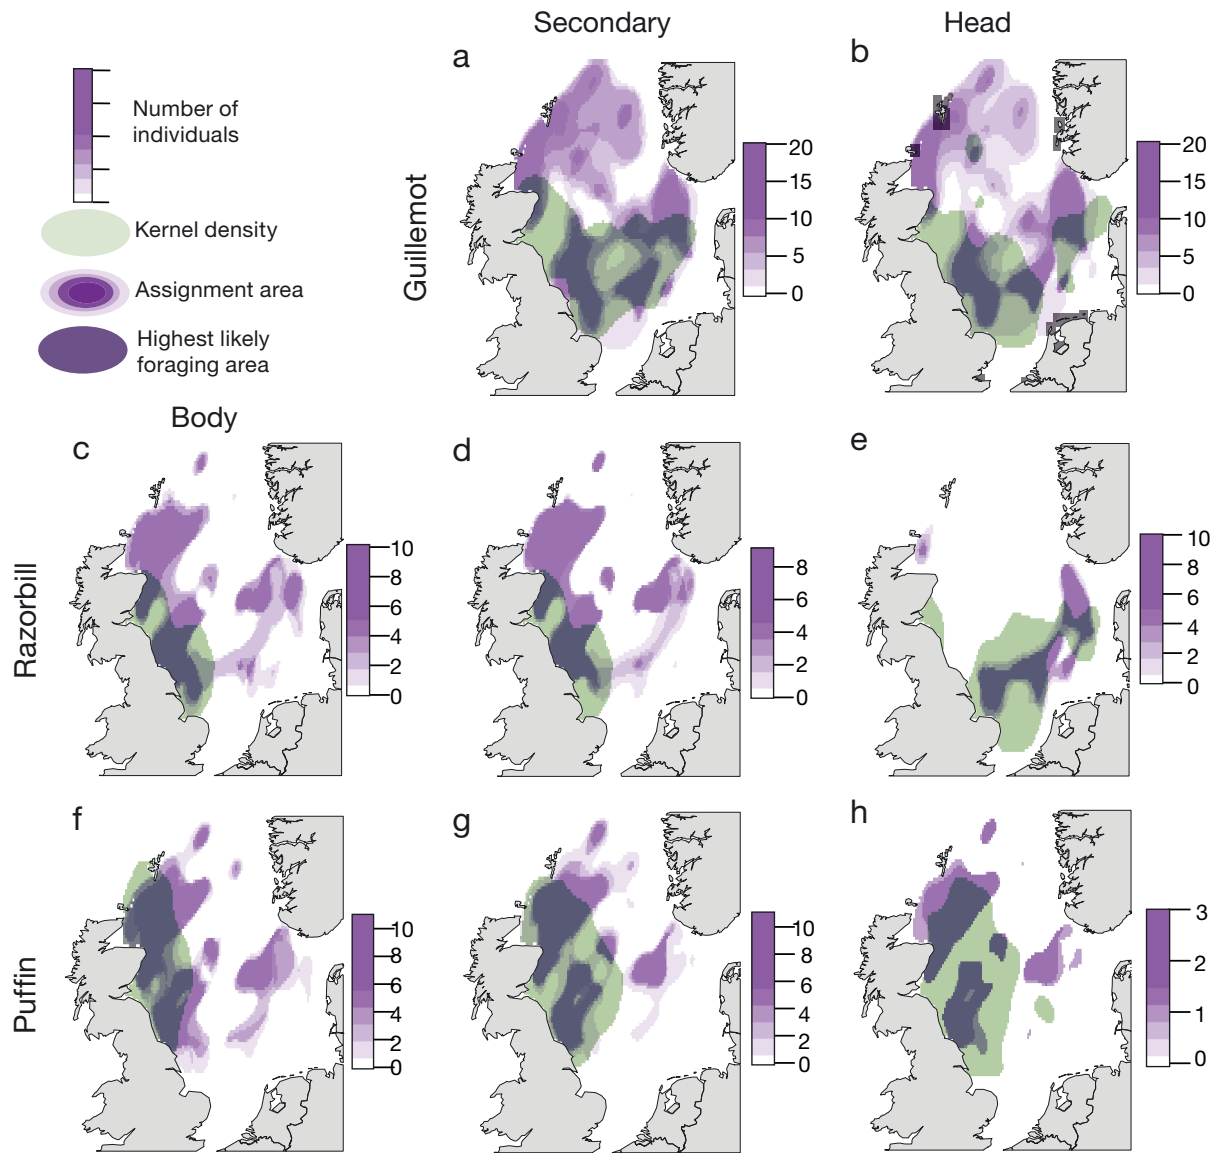 Secondary
Head
a
b
Number of
individuals
Kernel density
Assignment area
Highest likely
foraging area
Guillemot
20
15
10
5
0
20
15
10
5
0
Body
c
d
e
Razorbill
10
8
6
4
2
0
8
6
4
2
0
10
8
6
4
2
0
f
g
h
Puffin
10
8
6
4
2
0
10
8
6
4
2
0
3
2
1
0